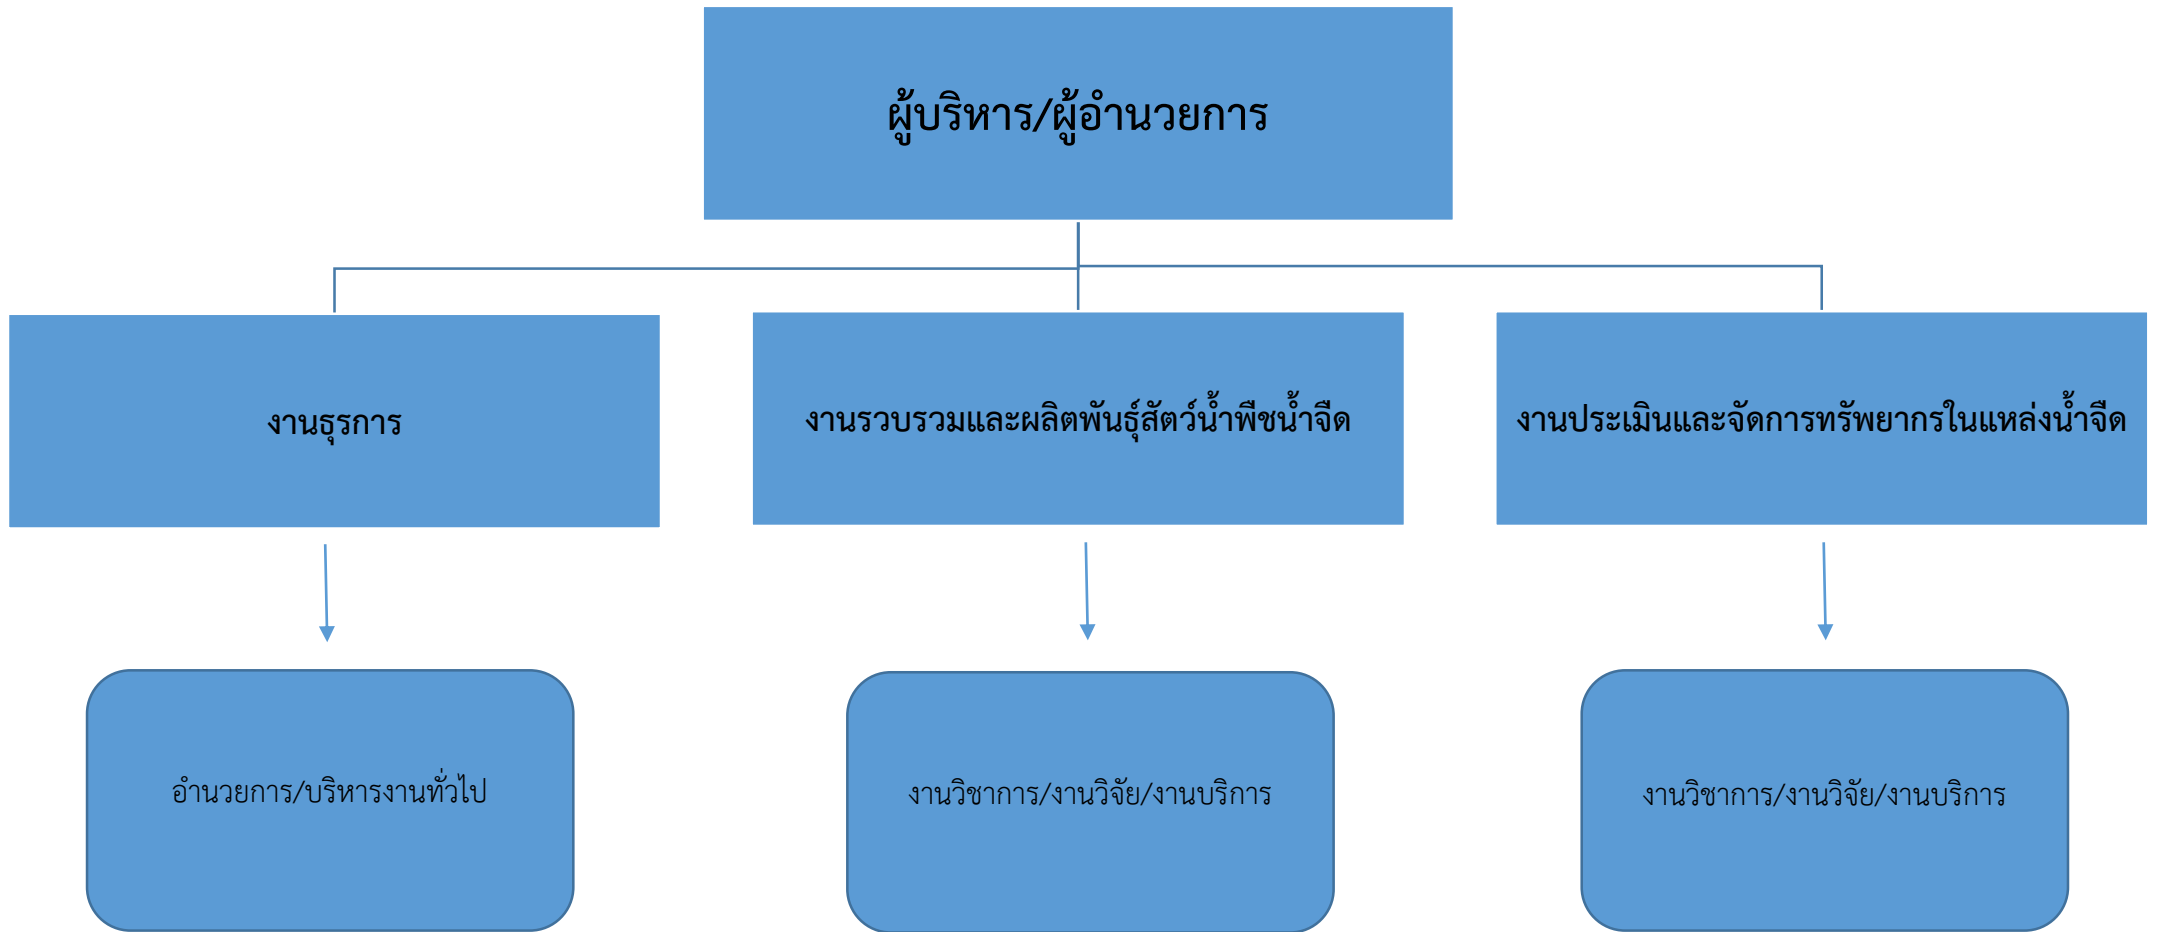 ผู้บริหาร/ผู้อำนวยการ
งานธุรการ
งานรวบรวมและผลิตพันธุ์สัตว์น้ำพืชน้ำจืด
งานประเมินและจัดการทรัพยากรในแหล่งน้ำจืด
อำนวยการ/บริหารงานทั่วไป
งานวิชาการ/งานวิจัย/งานบริการ
งานวิชาการ/งานวิจัย/งานบริการ